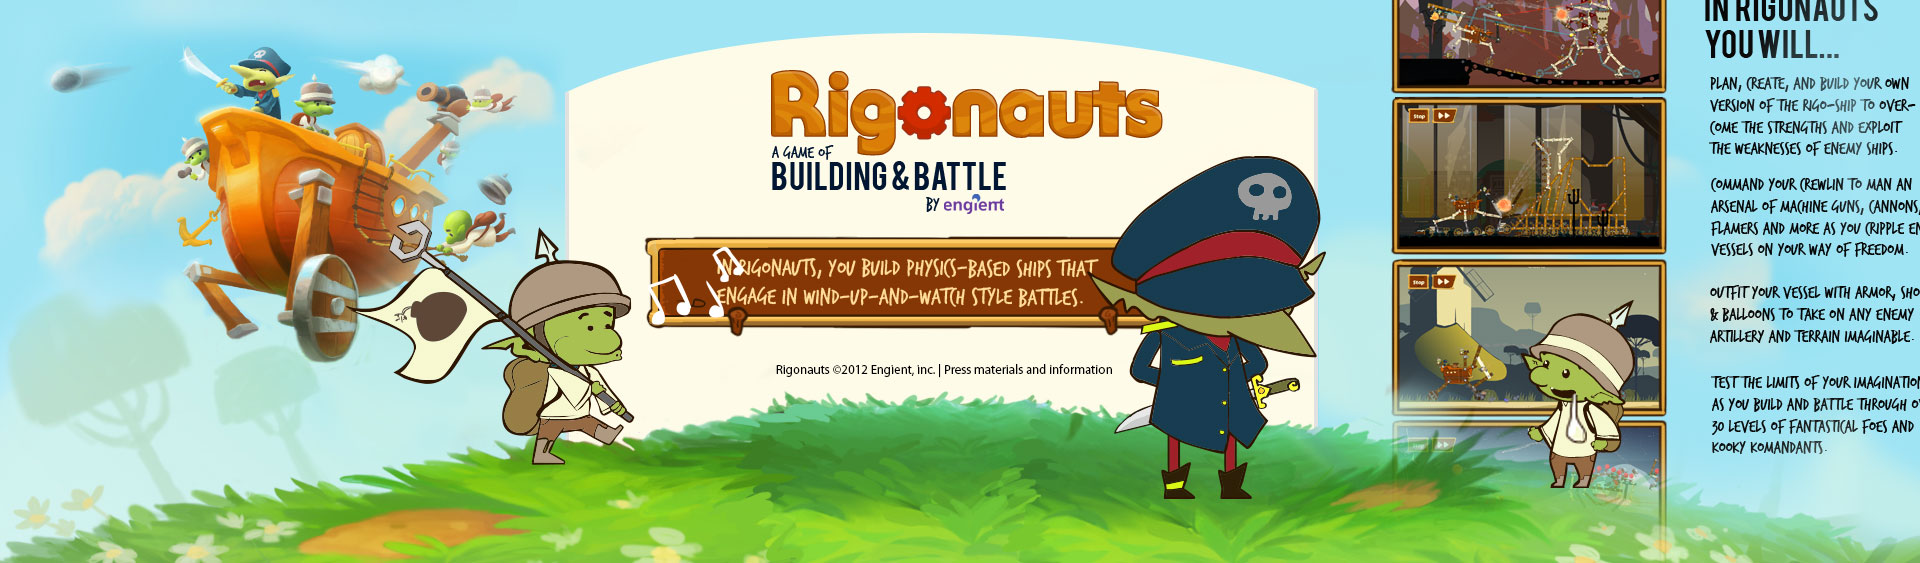 Rigonauts
A GAME OF
BUILDING & BATTLE
BY engient
IN RIGONAUTS, YOU BUILD PHYSICS-BASED SHIPS THAT
ENGAGE IN WIND-UP-AND-WATCH STYLE BATTLES.
Rigonauts ©2012 Engient, inc. | Press materials and information
Stop
Stop
Stop
IN RIGONAUTS
YOU WILL...
PLAN, CREATE, AND BUILD YOUR OWN
VERSION OF THE RIGO-SHIP TO OVER-
COME THE STRENGTHS AND EXPLOIT
THE WEAKNESSES OF ENEMY SHIPS.
COMMAND YOUR CREWLIN TO MAN AN
ARSENAL OF MACHINE GUNS, CANNONS,
FLAMERS AND MORE AS YOU CRIPPLE
VESSELS ON YOUR WAY OF FREEDOM.
OUTFIT YOUR VESSEL WITH ARMOR,
& BALLOONS TO TAKE ON ANY ENEMY
ARTILLERY AND TERRAIN IMAGINABLE.
TEST THE LIMITS OF YOUR IMAGINATION
AS YOU BUILD AND BATTLE THROUGH
30 LEVELS OF FANTASTICAL FOES AND
KOOKY KOMANDANTS.